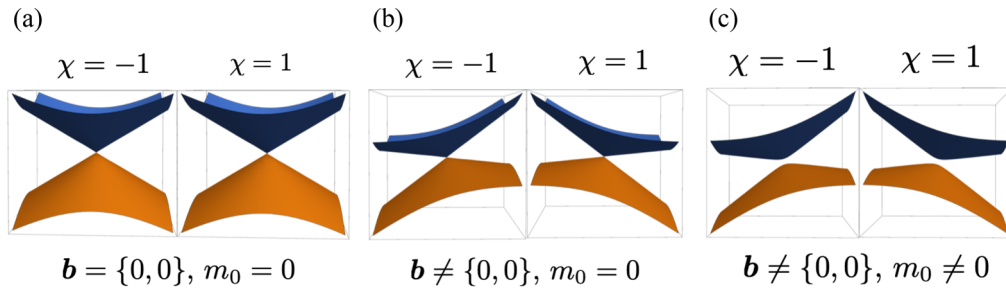 (a)
χ = −1 χ = 1
b = {0,0}, m₀ = 0
(b)
χ = −1 χ = 1
b ≠ {0,0}, m₀ = 0
(c)
χ = −1 χ = 1
b ≠ {0,0}, m₀ ≠ 0